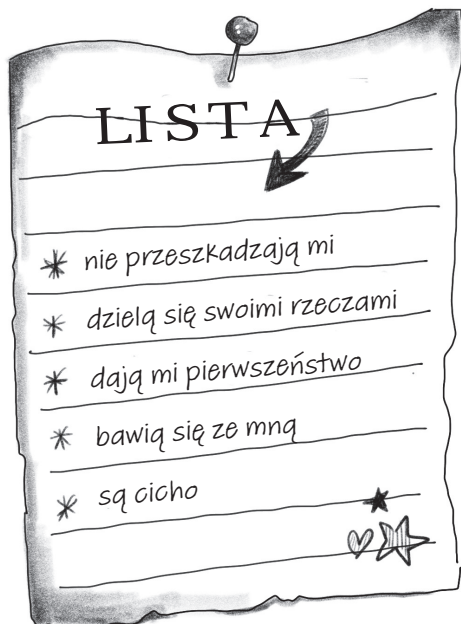 LISTA
nie przeszkadzają mi
dzielą się swoimi rzeczami
dają mi pierwszeństwo
bawią się ze mną
są cicho